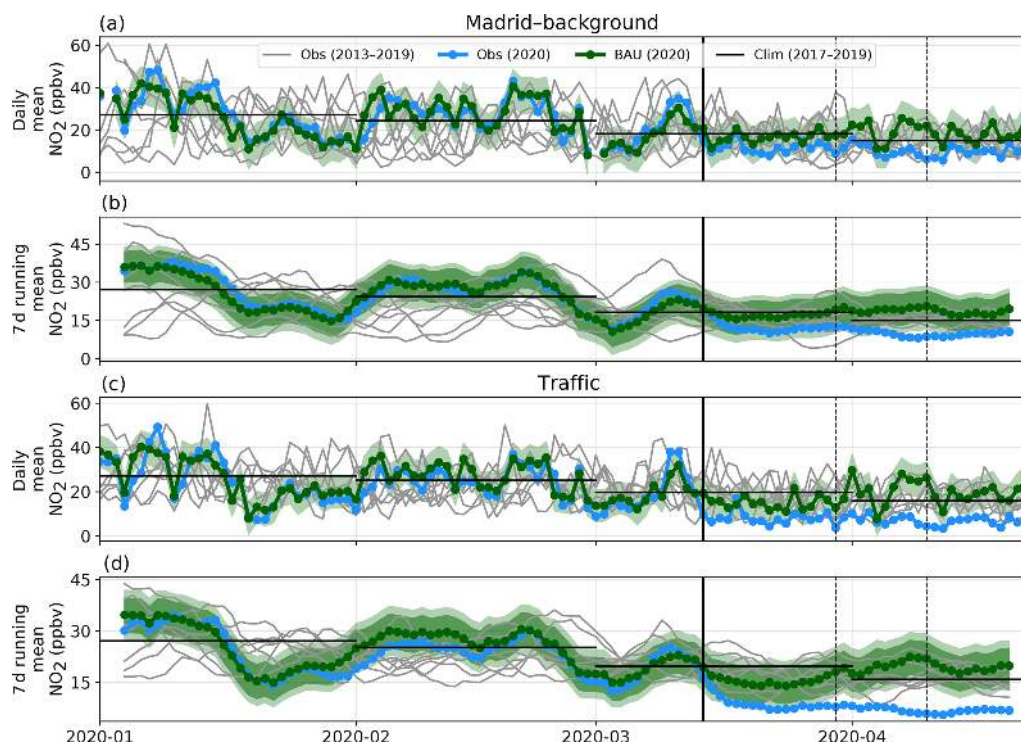 (a)
Madrid–background
Obs (2013–2019)
Obs (2020)
BAU (2020)
Clim (2017–2019)
Daily
mean
NO₂ (ppbv)
60
40
20
0
(b)
7d running
mean
NO₂ (ppbv)
45
30
15
0
(c)
Traffic
Daily
mean
NO₂ (ppbv)
60
40
20
0
(d)
7d running
mean
NO₂ (ppbv)
45
30
15
2020-01
2020-02
2020-03
2020-04